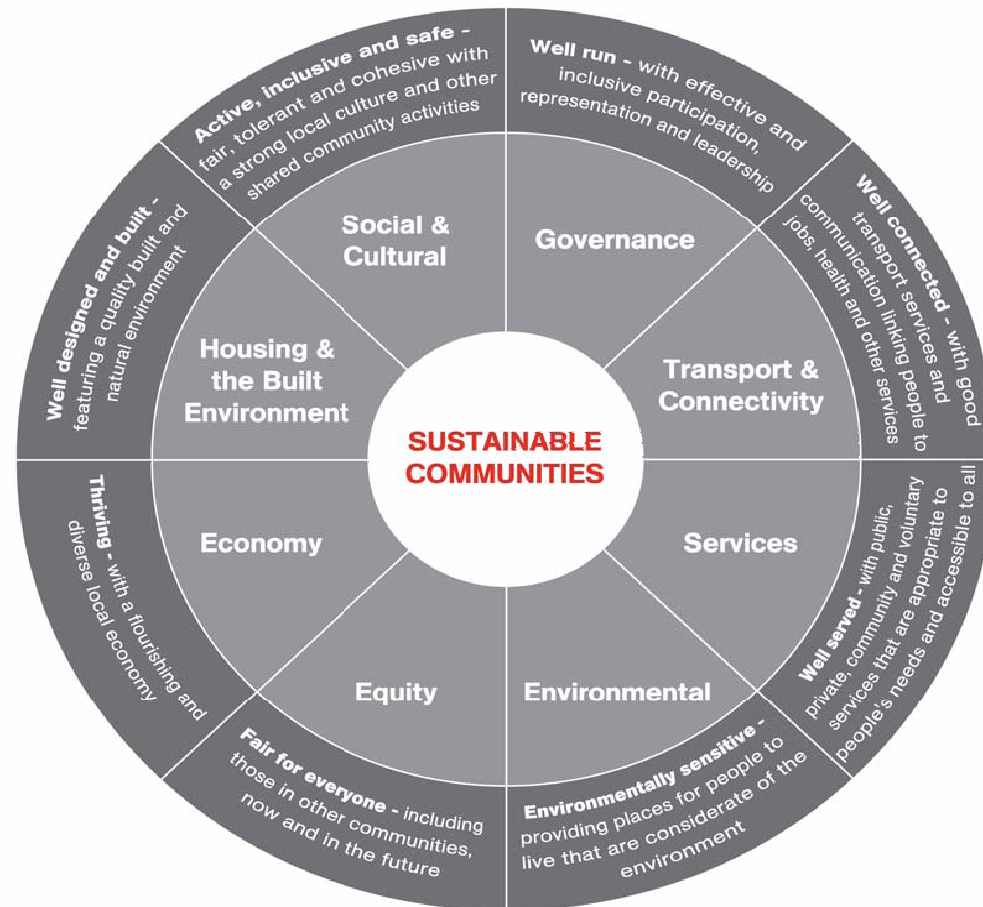 SUSTAINABLE
COMMUNITIES
Governance
Well run - with effective and
inclusive participation,
representation and leadership
Transport &
Connectivity
Well connected - with good
transport services and
communication linking people to
jobs, health and other services
Services
Well served - with public,
private, community and voluntary
services that are appropriate to
people's needs and accessible to all
Environmental
Environmentally sensitive -
providing places for people to
live that are considerate of the
environment
Equity
Fair for everyone - including
those in other communities,
now and in the future
Economy
Thriving - with a flourishing and
diverse local economy
Housing &
the Built
Environment
Well designed and built -
featuring a quality built and
natural environment
Social &
Cultural
Active, inclusive and safe -
fair, tolerant and cohesive with
a strong local culture and other
shared community activities